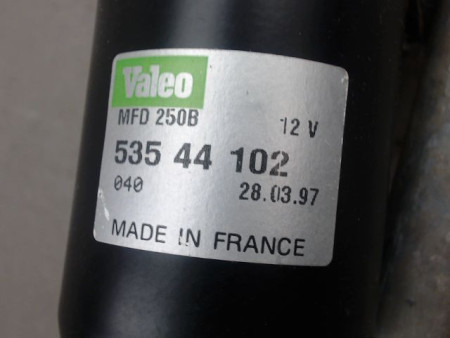 Valeo
MFD 250B 12 V
535 44 102
040 28.03.97
MADE IN FRANCE